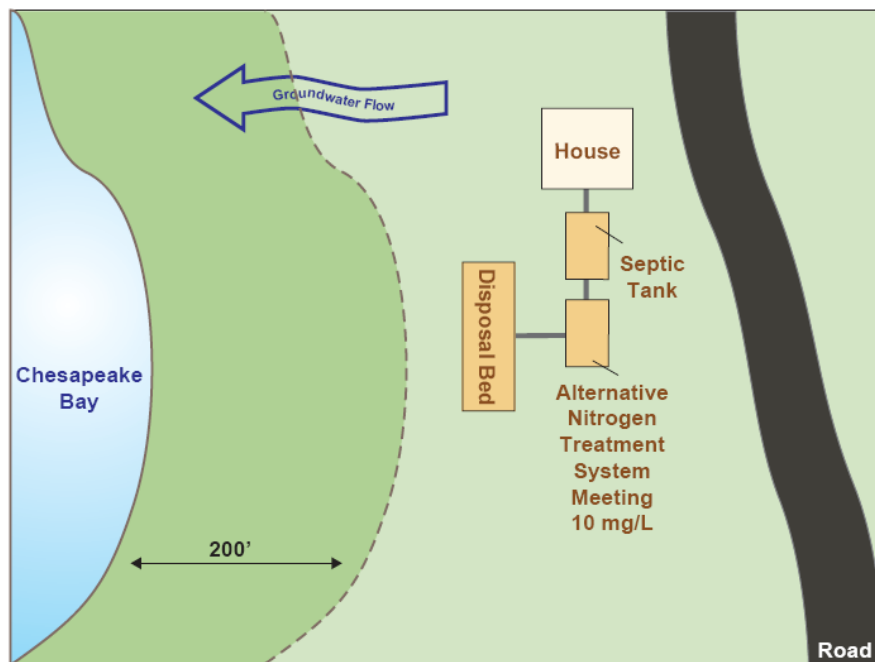 Groundwater Flow
House
Septic
Tank
Disposal Bed
Chesapeake
Bay
Alternative
Nitrogen
Treatment
System
Meeting
10 mg/L
200’
Road